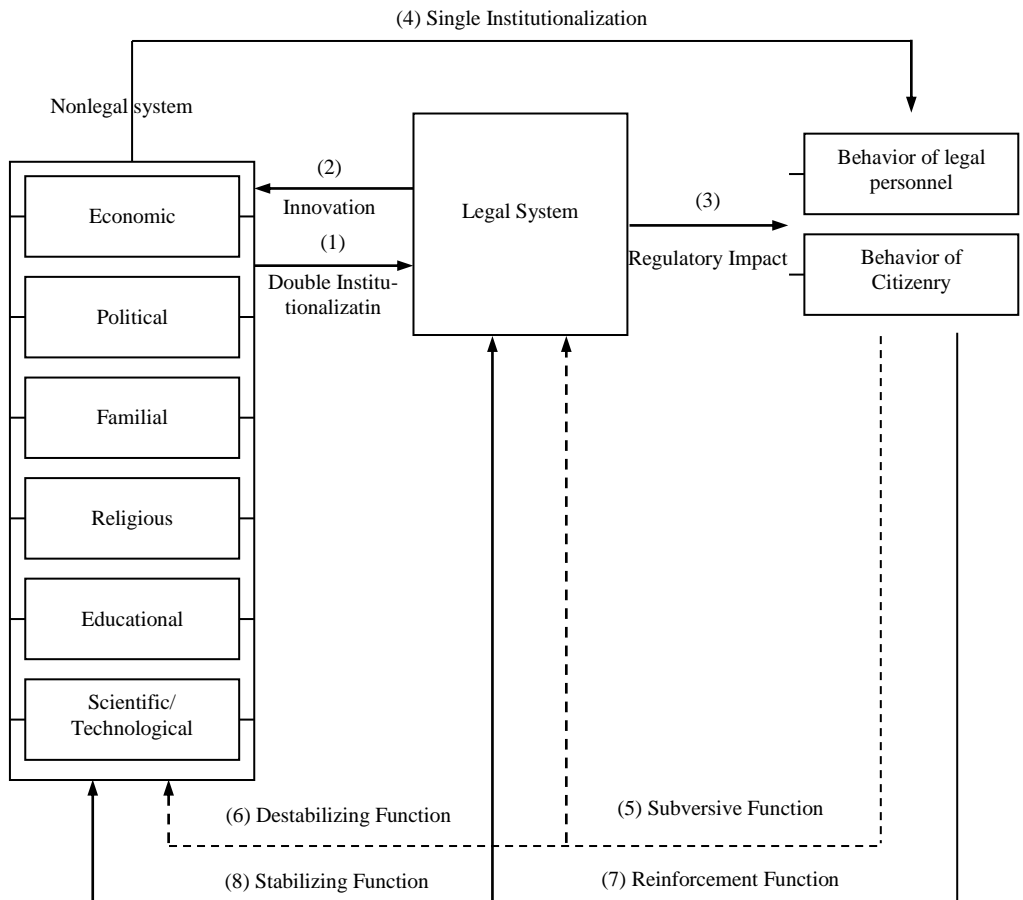 (4) Single Institutionalization
Nonlegal system
Economic
Political
Familial
Religious
Educational
Scientific/
Technological
(2)
Innovation
(1)
Double Institu-
tionalizatin
Legal System
(3)
Regulatory Impact
Behavior of legal
personnel
Behavior of
Citizenry
(6) Destabilizing Function
(5) Subversive Function
(8) Stabilizing Function
(7) Reinforcement Function